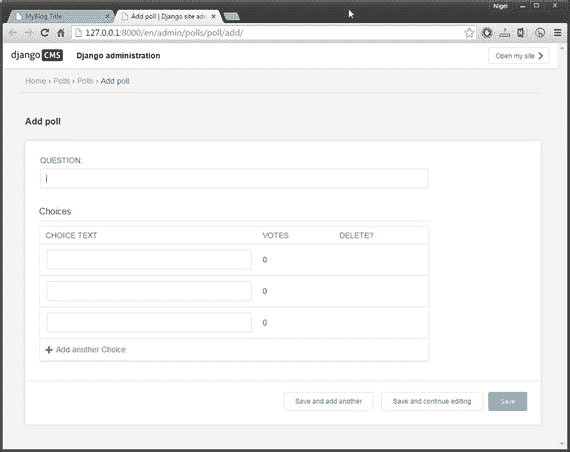 Nigel
MyBlog Title
Add poll | Django site adm
127.0.0.1:8000/en/admin/polls/poll/add/
django CMS Django administration Open my site
Home › Polls › Polls › Add poll
Add poll
QUESTION:
Choices
CHOICE TEXT VOTES DELETE?
0
0
0
Add another Choice
Save and add another Save and continue editing Save